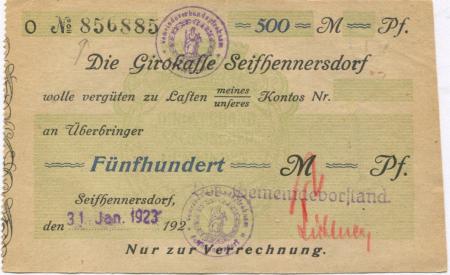 O № 856885 500 M Pf.
Die Girokasse Seifhennersdorf
wolle vergüten zu Lasten meines unseres Kontos Nr.
an Überbringer
Fünfhundert M Pf.
Seifhennersdorf, Gemeindevorstand.
den 31. Jan. 1923 192
Nur zur Verrechnung.